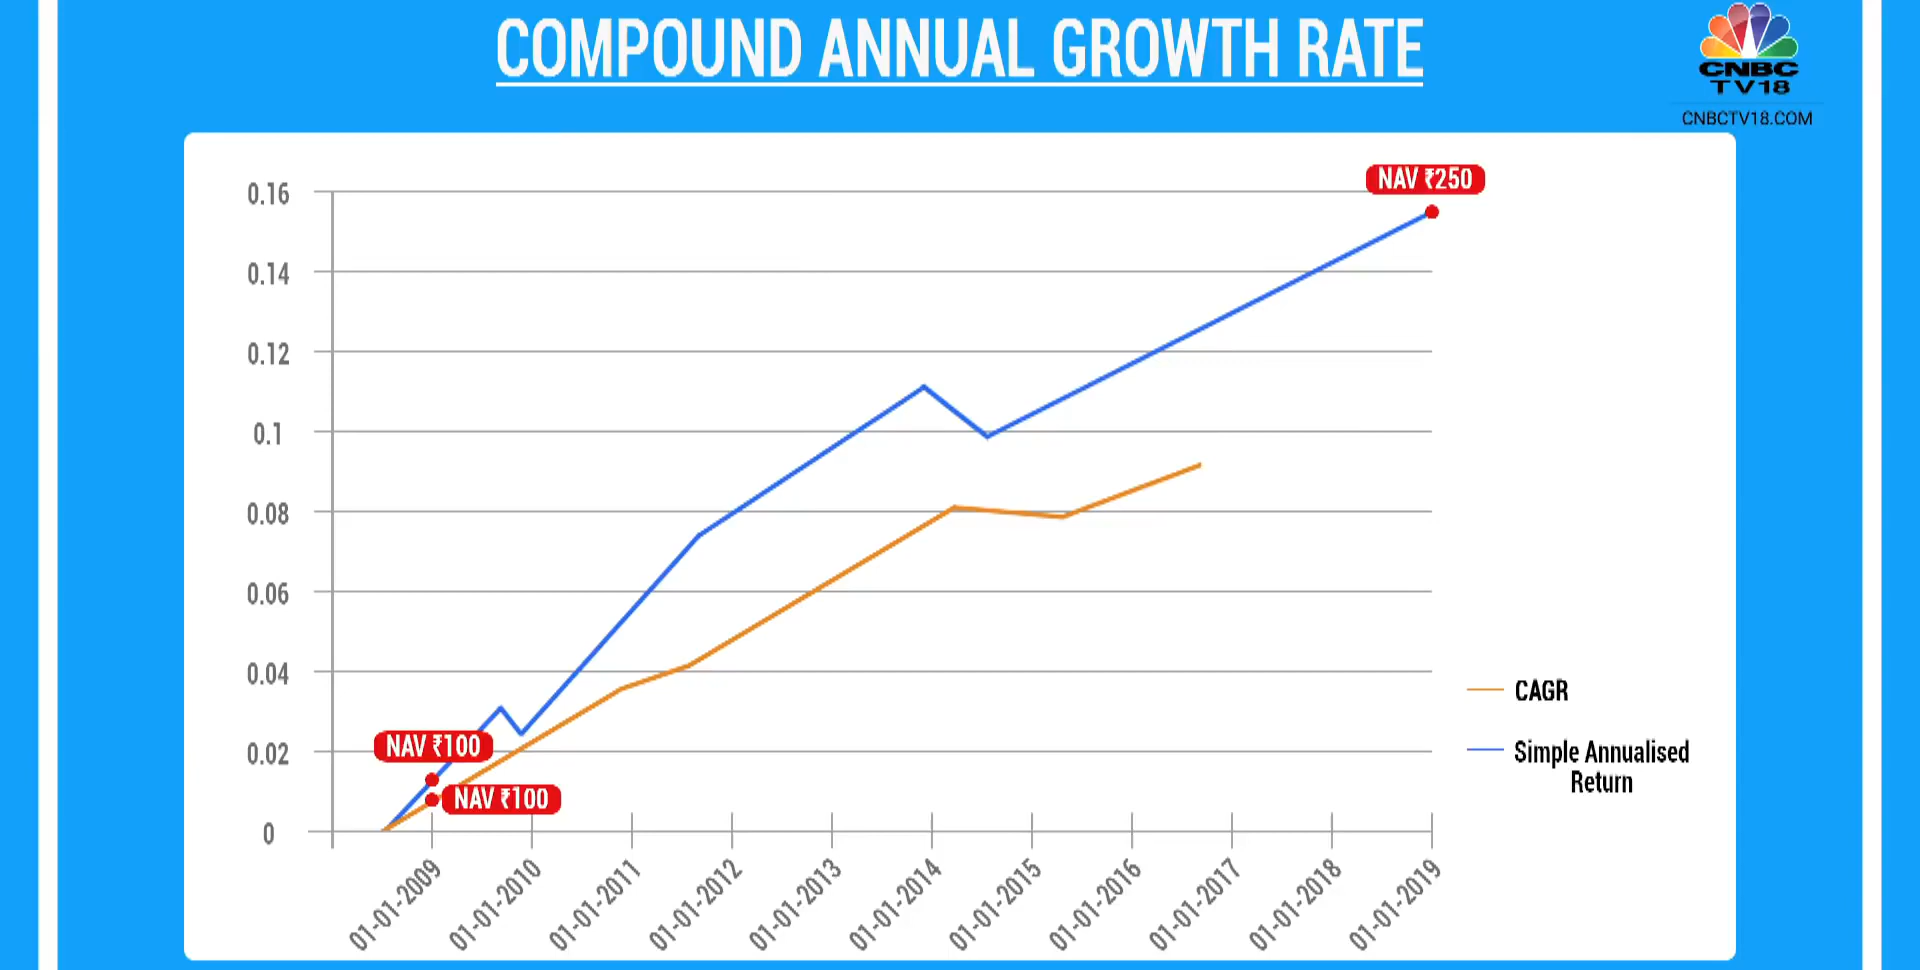 COMPOUND ANNUAL GROWTH RATE
CNBC
TV18
CNBCTV18.COM
NAV ₹250
0.16
0.14
0.12
0.1
0.08
0.06
0.04
0.02
0
NAV ₹100
NAV ₹100
CAGR
Simple Annualised
Return
01-01-2009
01-01-2010
01-01-2011
01-01-2012
01-01-2013
01-01-2014
01-01-2015
01-01-2016
01-01-2017
01-01-2018
01-01-2019